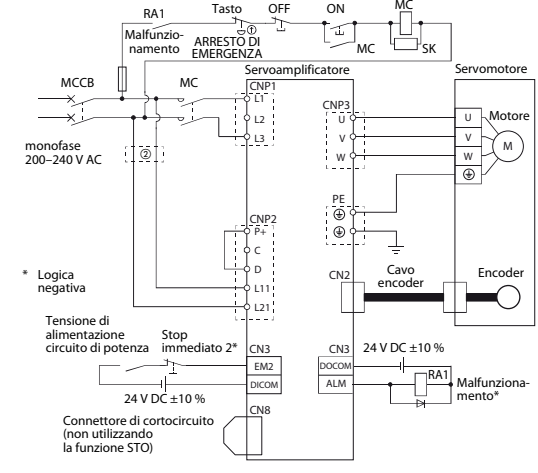 RA1
Tasto
OFF
ON
MC
Malfunzio-
namento
①
ARRESTO DI
EMERGENZA
MC
SK
MCCB
MC
Servoamplificatore
Servomotore
CNP1
L1
L2
L3
CNP3
U
V
W
U
V
W
Motore
M
monofase
200–240 V AC
②
PE
CNP2
P+
C
D
L11
L21
* Logica
negativa
CN2
Cavo
encoder
Encoder
Tensione di
alimentazione
circuito di potenza
Stop
immediato 2*
CN3
EM2
DICOM
24 V DC ±10 %
CN3
DOCOM
ALM
24 V DC ±10 %
RA1
Malfunziona-
mento*
CN8
Connettore di cortocircuito
(non utilizzando
la funzione STO)